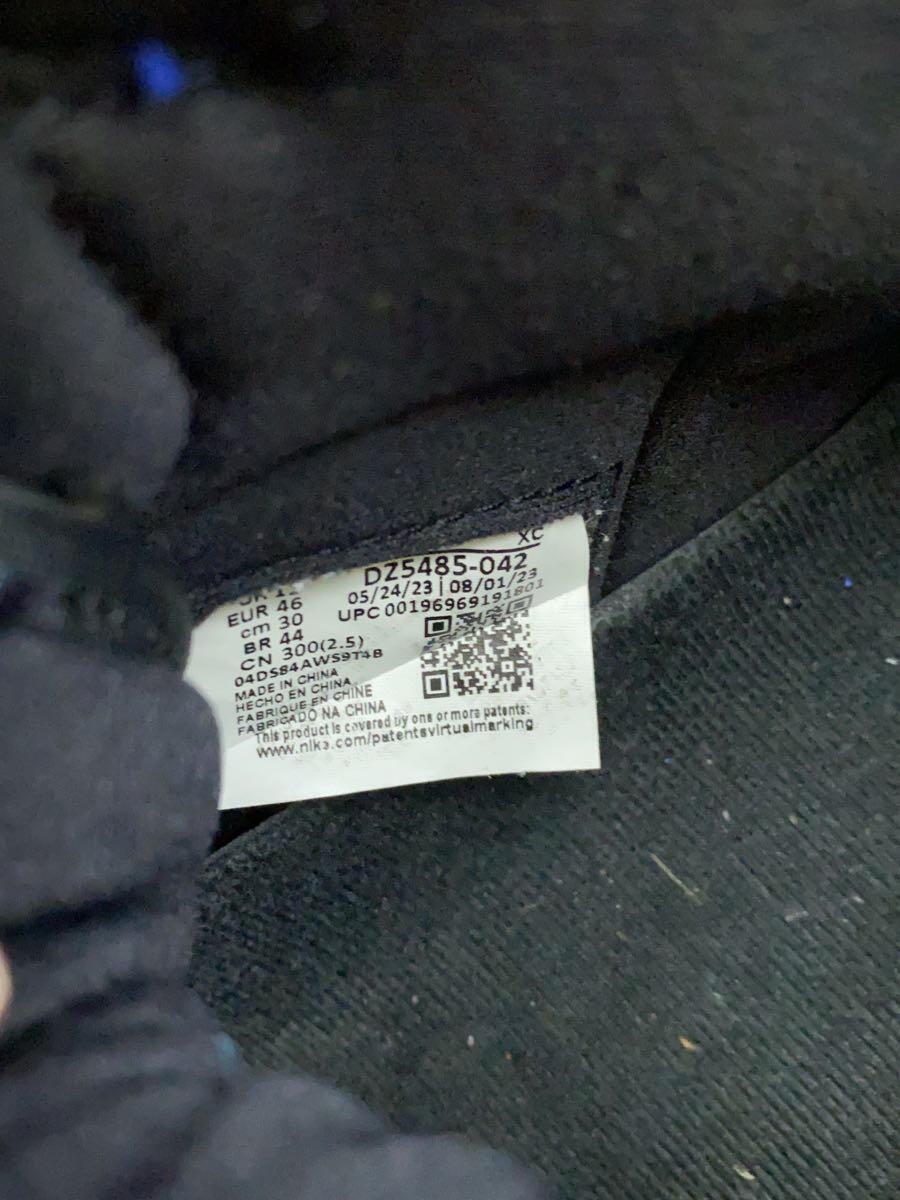 XC
DZ5485-042
05/24/23 | 08/01/23
UPC 00196969191801
EUR 46
cm 30
BR 44
CN 300(2.5)
04DS84AWS9T4B
MADE IN CHINA
HECHO EN CHINA
FABRIQUE EN CHINE
FABRICADO NA CHINA
This product is covered by one or more patents:
www.nike.com/patentsvirtualmarking